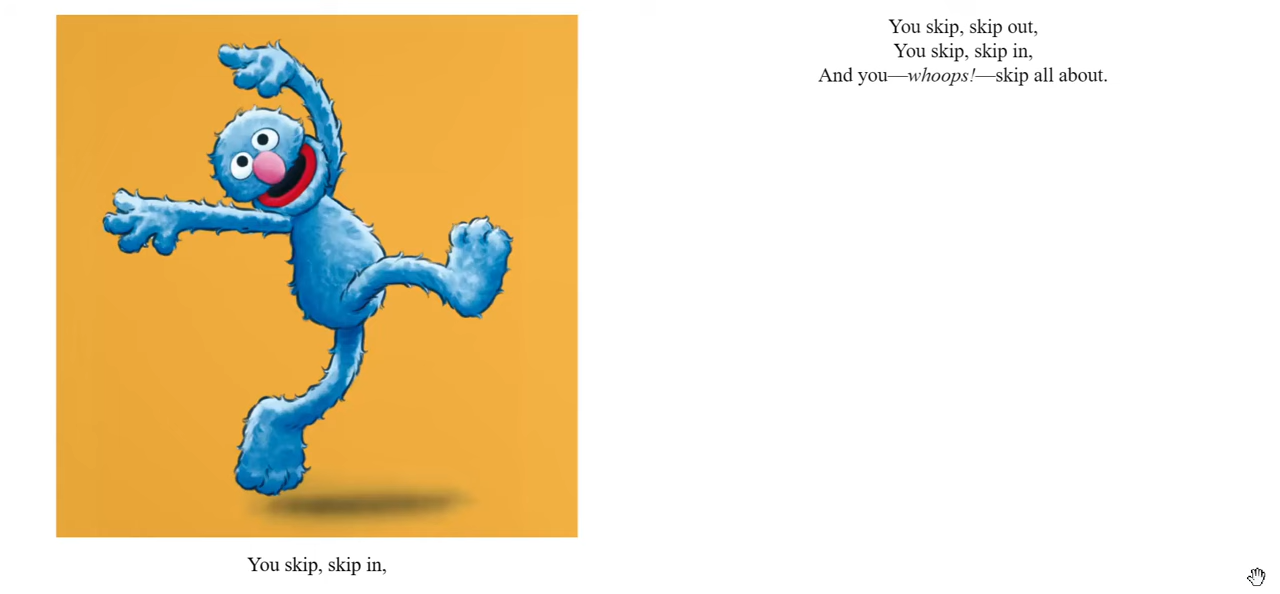 You skip, skip in,
You skip, skip out,
You skip, skip in,
And you—whoops!—skip all about.